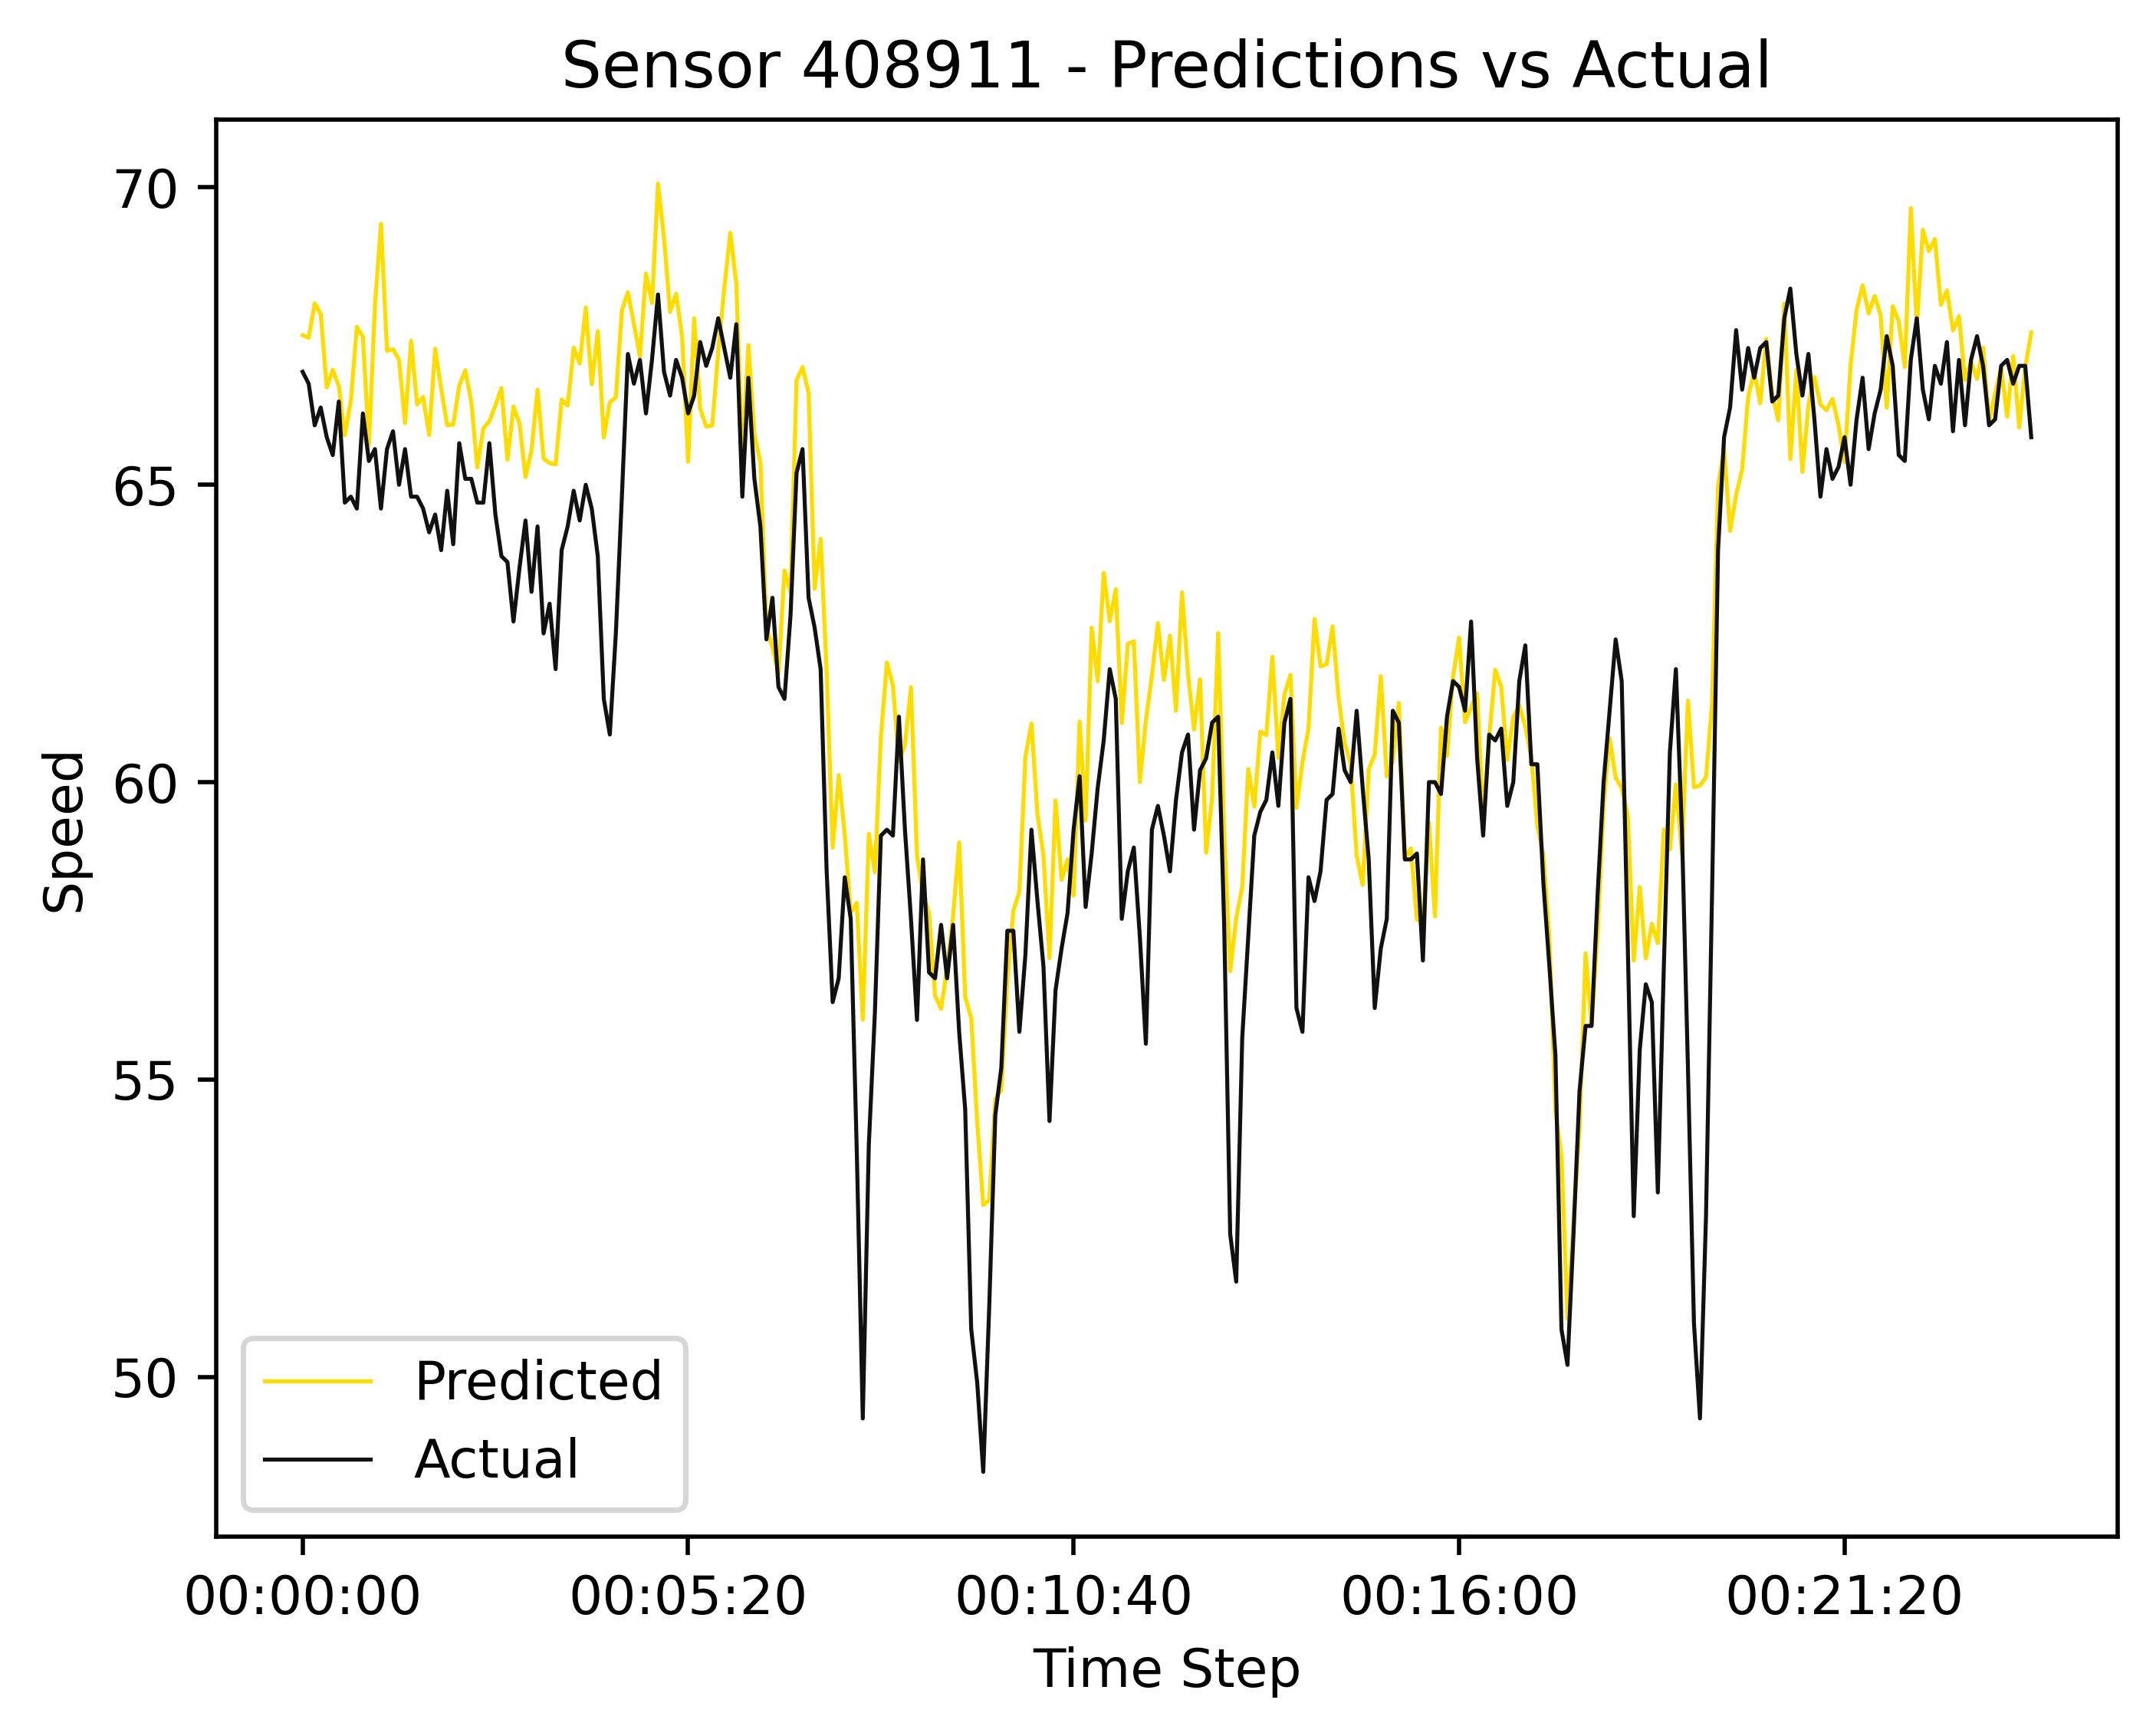 Sensor 408911 - Predictions vs Actual
70
65
60
55
50
Speed
Predicted
Actual
00:00:00
00:05:20
00:10:40
00:16:00
00:21:20
Time Step